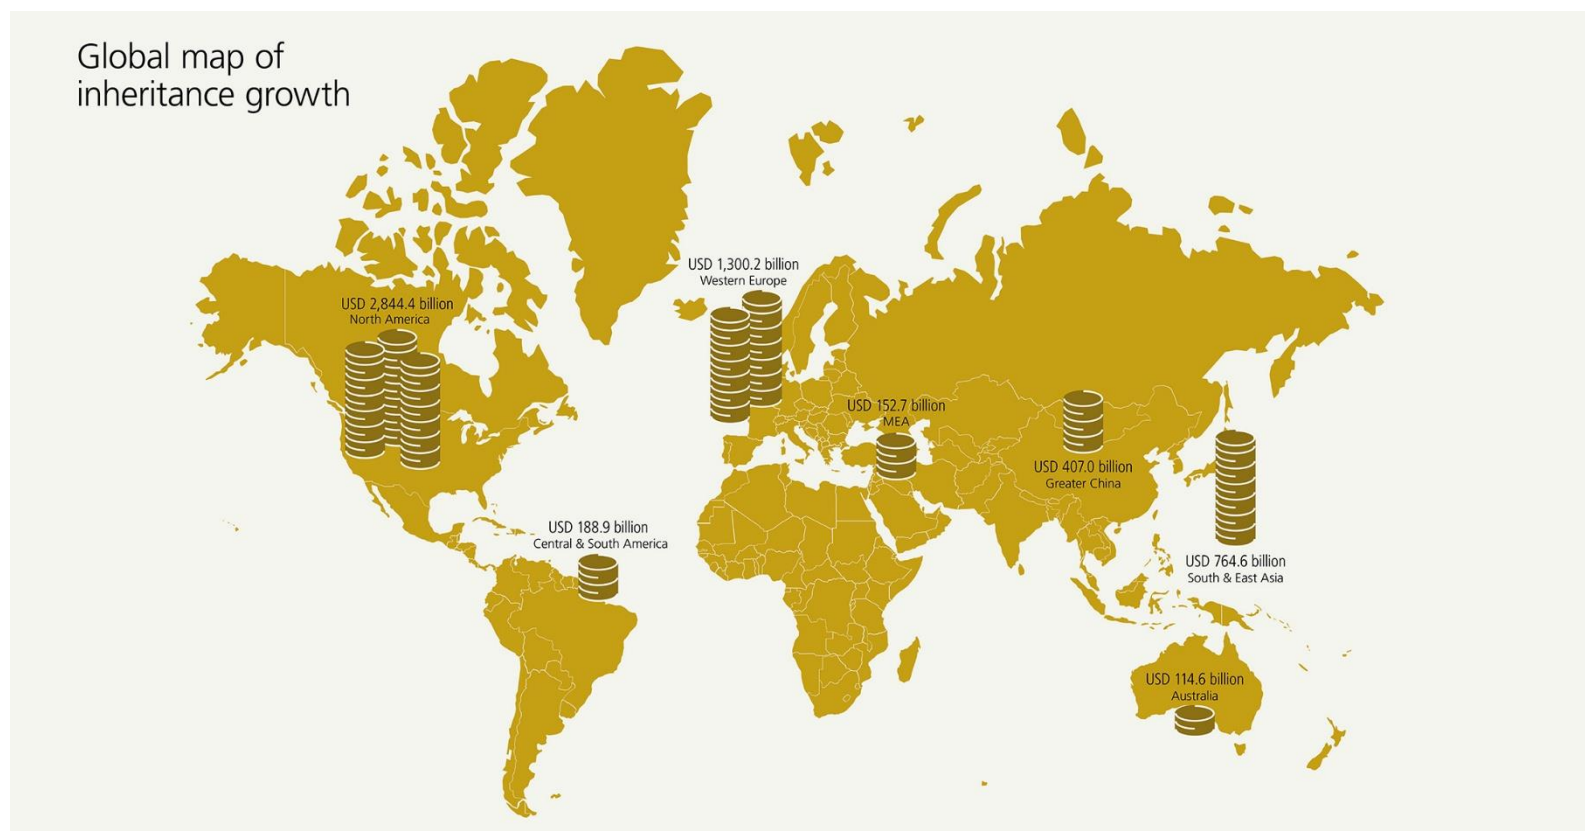 Global map of
inheritance growth
USD 1,300.2 billion
Western Europe
USD 2,844.4 billion
North America
USD 152.7 billion
MEA
USD 407.0 billion
Greater China
USD 188.9 billion
Central & South America
USD 764.6 billion
South & East Asia
USD 114.6 billion
Australia